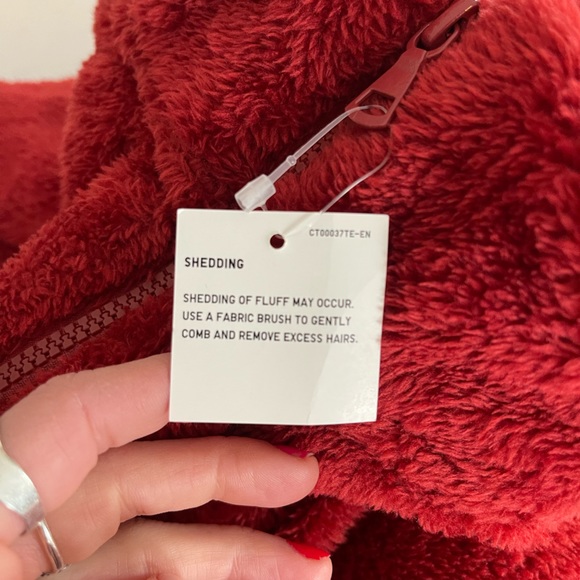 CT00037TE-EN
SHEDDING
SHEDDING OF FLUFF MAY OCCUR.
USE A FABRIC BRUSH TO GENTLY
COMB AND REMOVE EXCESS HAIRS.